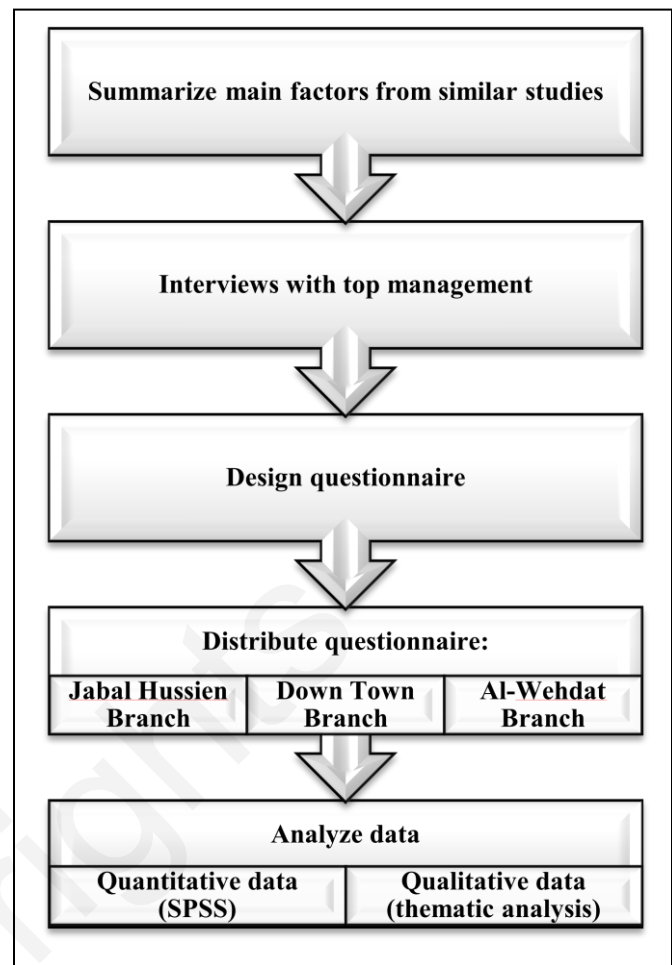 Summarize main factors from similar studies
Interviews with top management
Design questionnaire
Distribute questionnaire:
Jabal Hussien
Branch
Down Town
Branch
Al-Wehdat
Branch
Analyze data
Quantitative data
(SPSS)
Qualitative data
(thematic analysis)